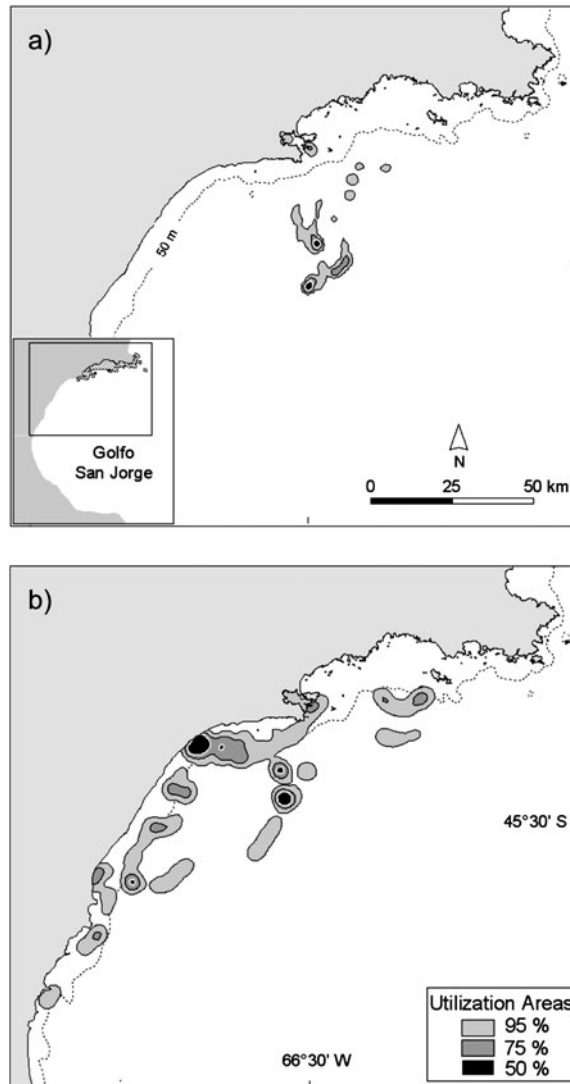 a)
50 m
Golfo
San Jorge
N
0 25 50 km
b)
45°30' S
Utilization Areas
95 %
75 %
50 %
66°30' W